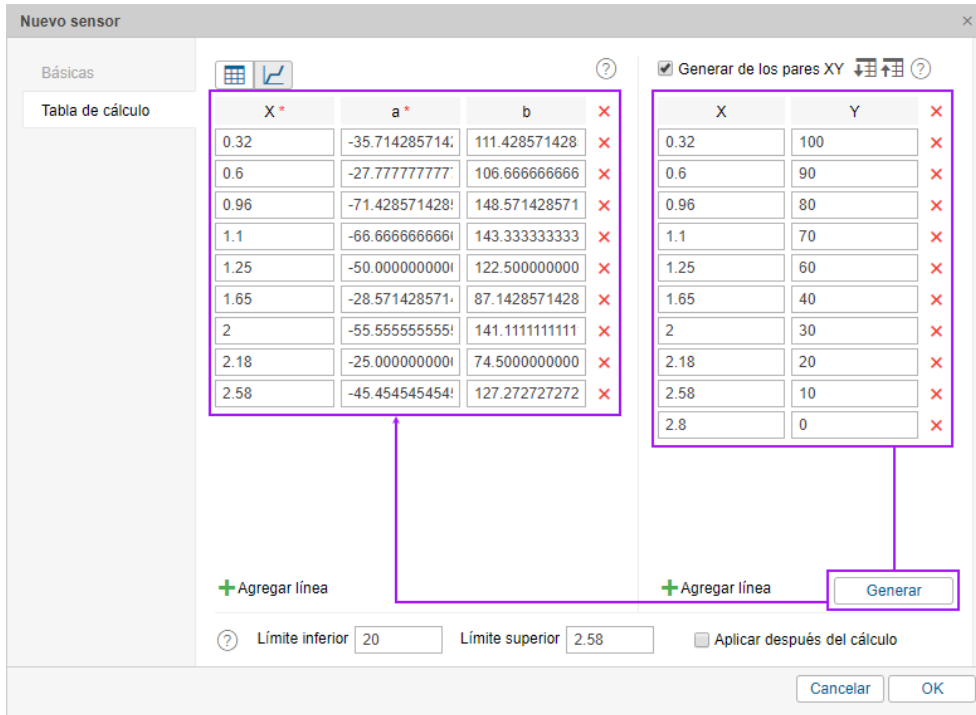 Nuevo sensor ×
Básicas
Tabla de cálculo
?
Generar de los pares XY ?
X * a * b
0.32 -35.714285714 111.428571428
0.6 -27.777777777 106.666666666
0.96 -71.428571428 148.571428571
1.1 -66.666666666 143.333333333
1.25 -50.000000000 122.500000000
1.65 -28.571428571 87.1428571428
2 -55.555555555 141.1111111111
2.18 -25.000000000 74.5000000000
2.58 -45.454545454 127.272727272
X Y
0.32 100
0.6 90
0.96 80
1.1 70
1.25 60
1.65 40
2 30
2.18 20
2.58 10
2.8 0
Agregar línea
Agregar línea Generar
? Límite inferior 20 Límite superior 2.58 Aplicar después del cálculo
Cancelar OK